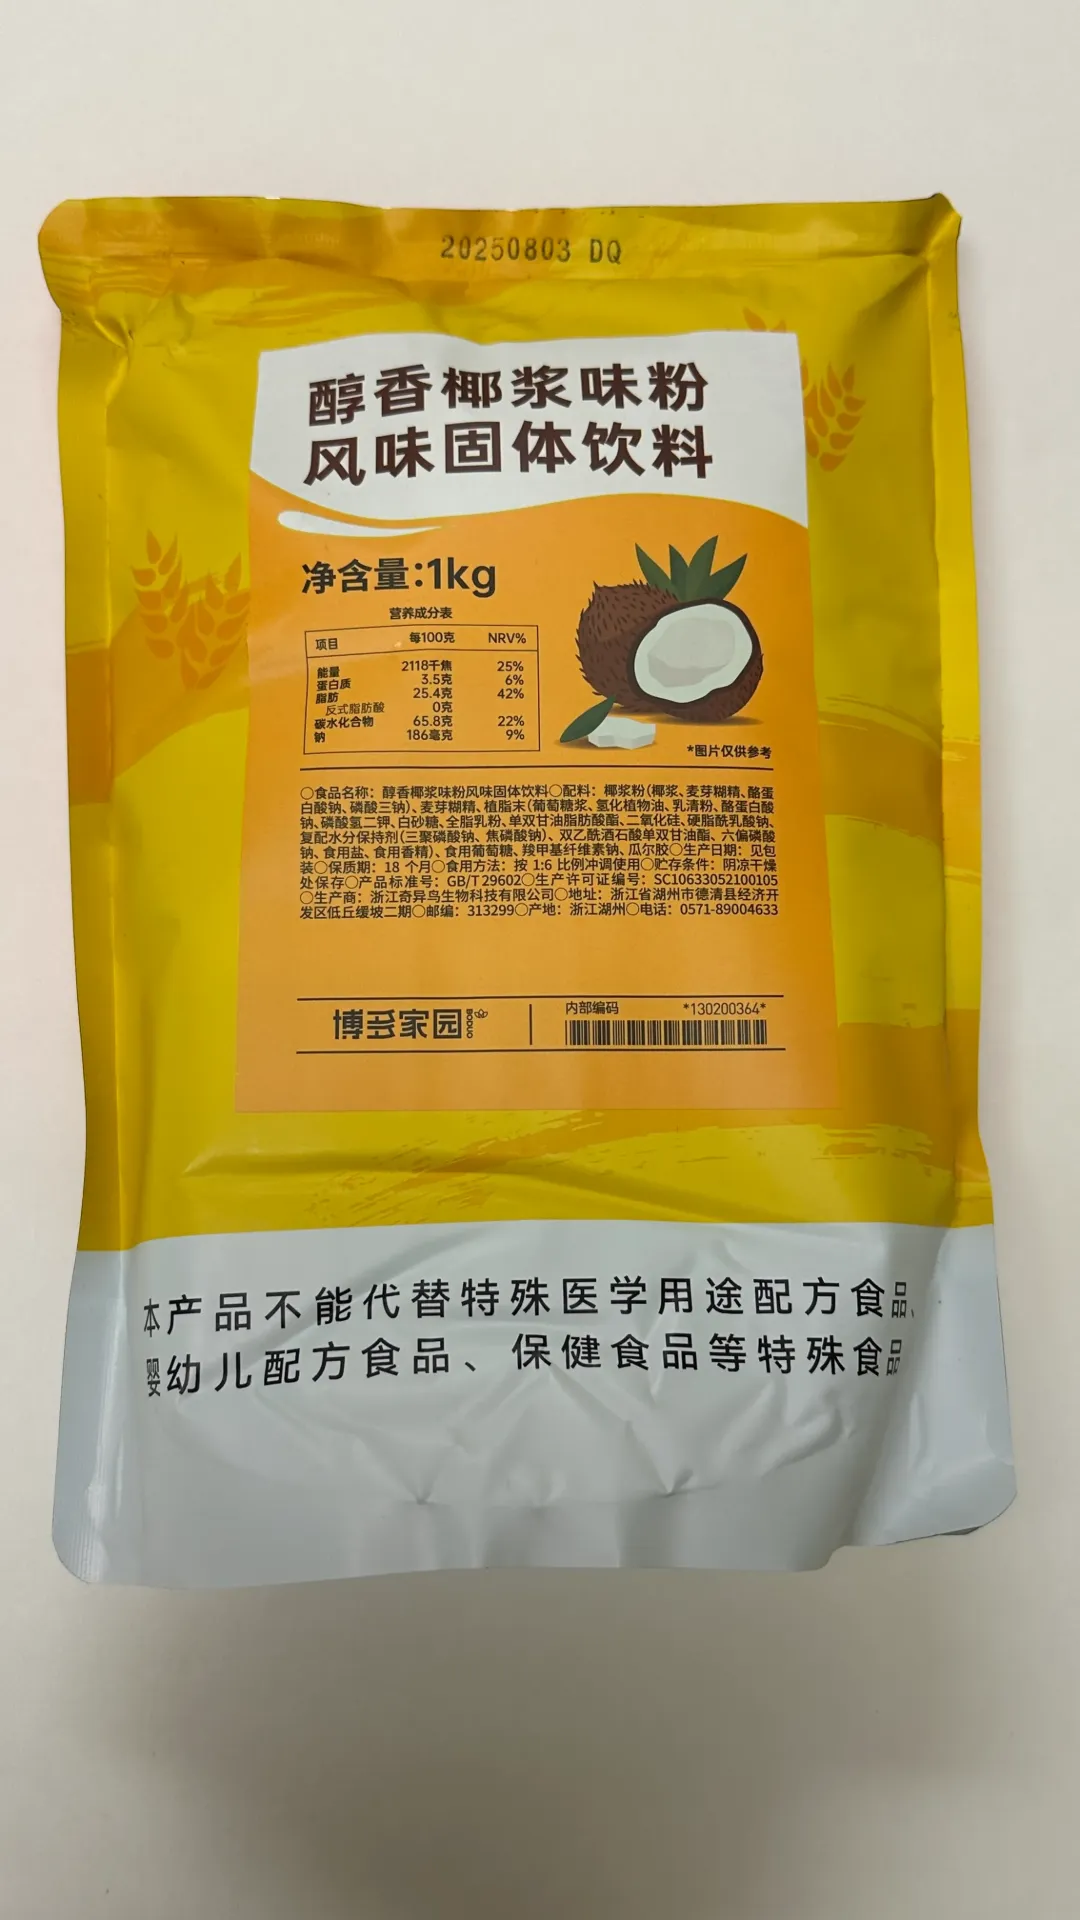 20250803 DQ
醇香椰浆味粉
风味固体饮料
净含量:1kg
营养成分表
项目 每100克 NRV%
能量 2118千焦 25%
蛋白质 3.5克 6%
脂肪 25.4克 42%
反式脂肪酸 0克
碳水化合物 65.8克 22%
钠 186毫克 9%
*图片仅供参考
○食品名称：醇香椰浆味粉风味固体饮料○配料：椰浆粉（椰浆、麦芽糊精、酪蛋
白酸钠、磷酸三钠）、麦芽糊精、植脂末（葡萄糖浆、氢化植物油、乳清粉、酪蛋白酸
钠、磷酸氢二钾、白砂糖、全脂乳粉、单双甘油脂肪酸酯、二氧化硅、硬脂酰乳酸钠、
复配水分保持剂（三聚磷酸钠、焦磷酸钠）、双乙酰酒石酸单双甘油酯、六偏磷酸
钠、食用盐、食用香精）、食用葡萄糖、羧甲基纤维素钠、瓜尔胶○生产日期：见包
装○保质期：18 个月○食用方法：按 1:6 比例冲调使用○贮存条件：阴凉干燥
处保存○产品标准号：GB/T 29602○生产许可证编号：SC10633052100105
○生产商：浙江奇异鸟生物科技有限公司○地址：浙江省湖州市德清县经济开
发区低丘缓坡二期○邮编：313299○产地：浙江湖州○电话：0571-89004633
博多家园 BODUO
内部编码 *130200364*
本产品不能代替特殊医学用途配方食品、
婴幼儿配方食品、保健食品等特殊食品